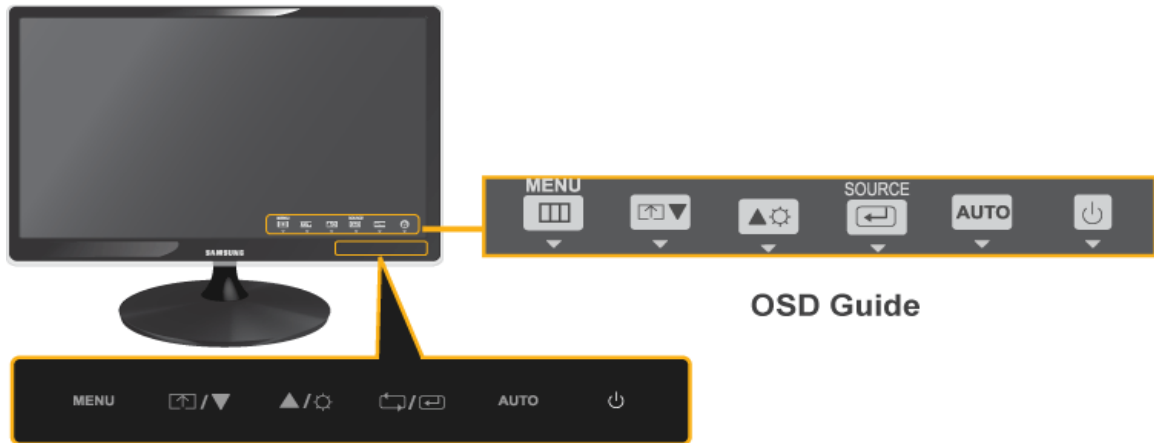 MENU
SOURCE
AUTO
SAMSUNG
OSD Guide
MENU / / / AUTO